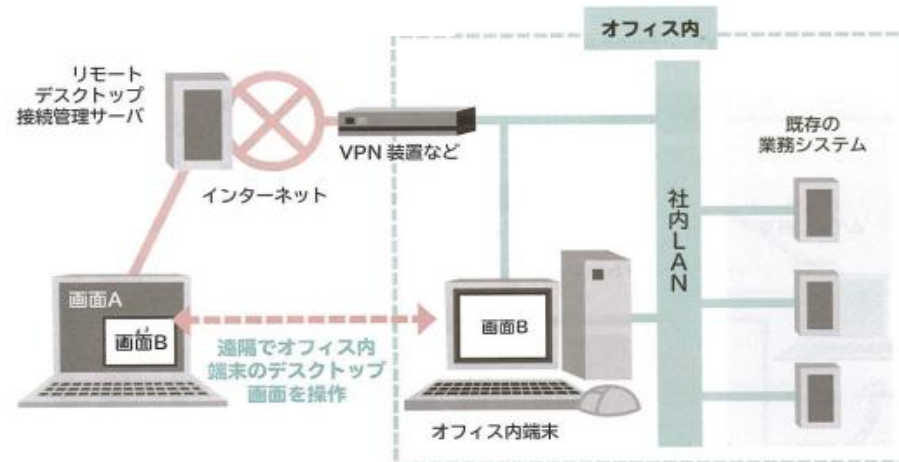 オフィス内
リモート
デスクトップ
接続管理サーバ
VPN 装置など
インターネット
既存の
業務システム
社内LAN
画面A
画面B
遠隔でオフィス内
端末のデスクトップ
画面を操作
画面B
オフィス内端末